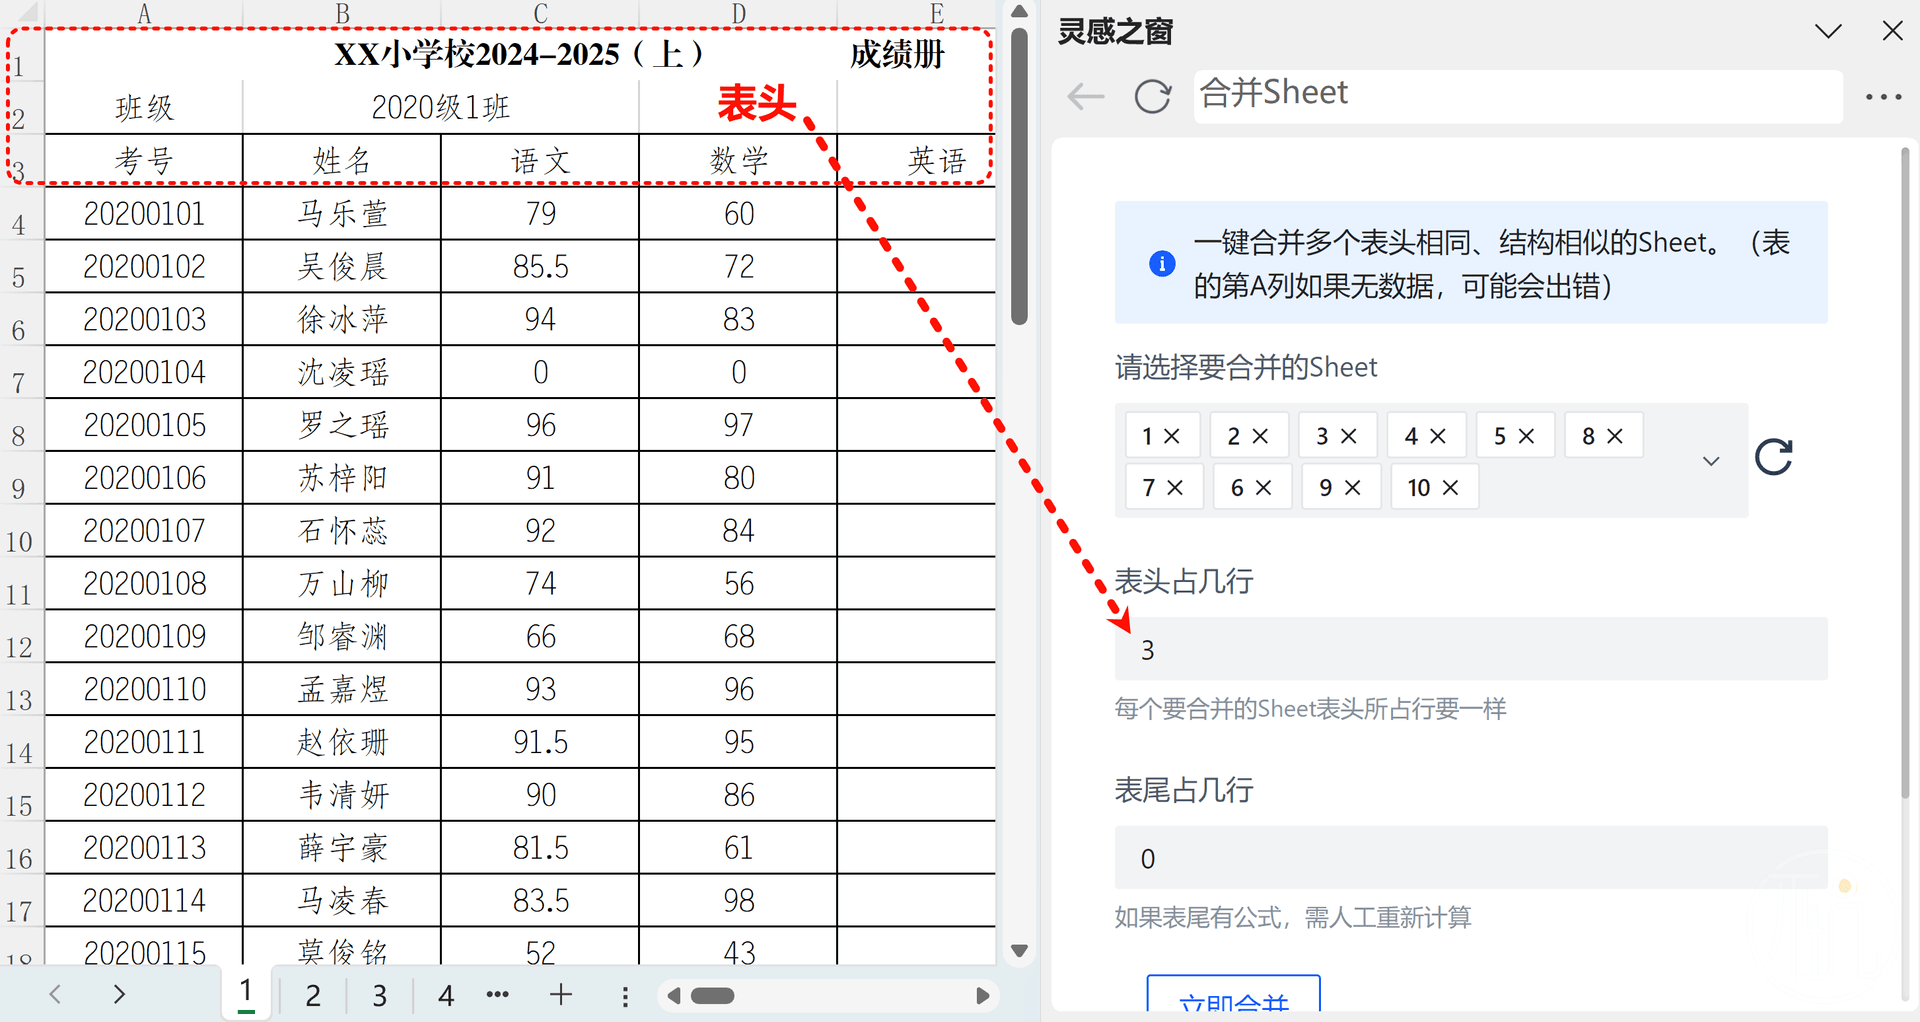 A B C D E
1 XX小学校2024-2025（上） 成绩册
2 班级 2020级1班
表头
3 考号 姓名 语文 数学 英语
4 20200101 马乐萱 79 60
5 20200102 吴俊晨 85.5 72
6 20200103 徐冰萍 94 83
7 20200104 沈凌瑶 0 0
8 20200105 罗之瑶 96 97
9 20200106 苏梓阳 91 80
10 20200107 石怀蕊 92 84
11 20200108 万山柳 74 56
12 20200109 邹睿渊 66 68
13 20200110 孟嘉煜 93 96
14 20200111 赵依珊 91.5 95
15 20200112 韦清妍 90 86
16 20200113 薛宇豪 81.5 61
17 20200114 马凌春 83.5 98
18 20200115 莫俊铭 52 43
1 2 3 4 ···
灵感之窗
合并Sheet
一键合并多个表头相同、结构相似的Sheet。（表
的第A列如果无数据，可能会出错）
请选择要合并的Sheet
1 2 3 4 5 8
7 6 9 10
表头占几行
3
每个要合并的Sheet表头所占行要一样
表尾占几行
0
如果表尾有公式，需人工重新计算
立即合并